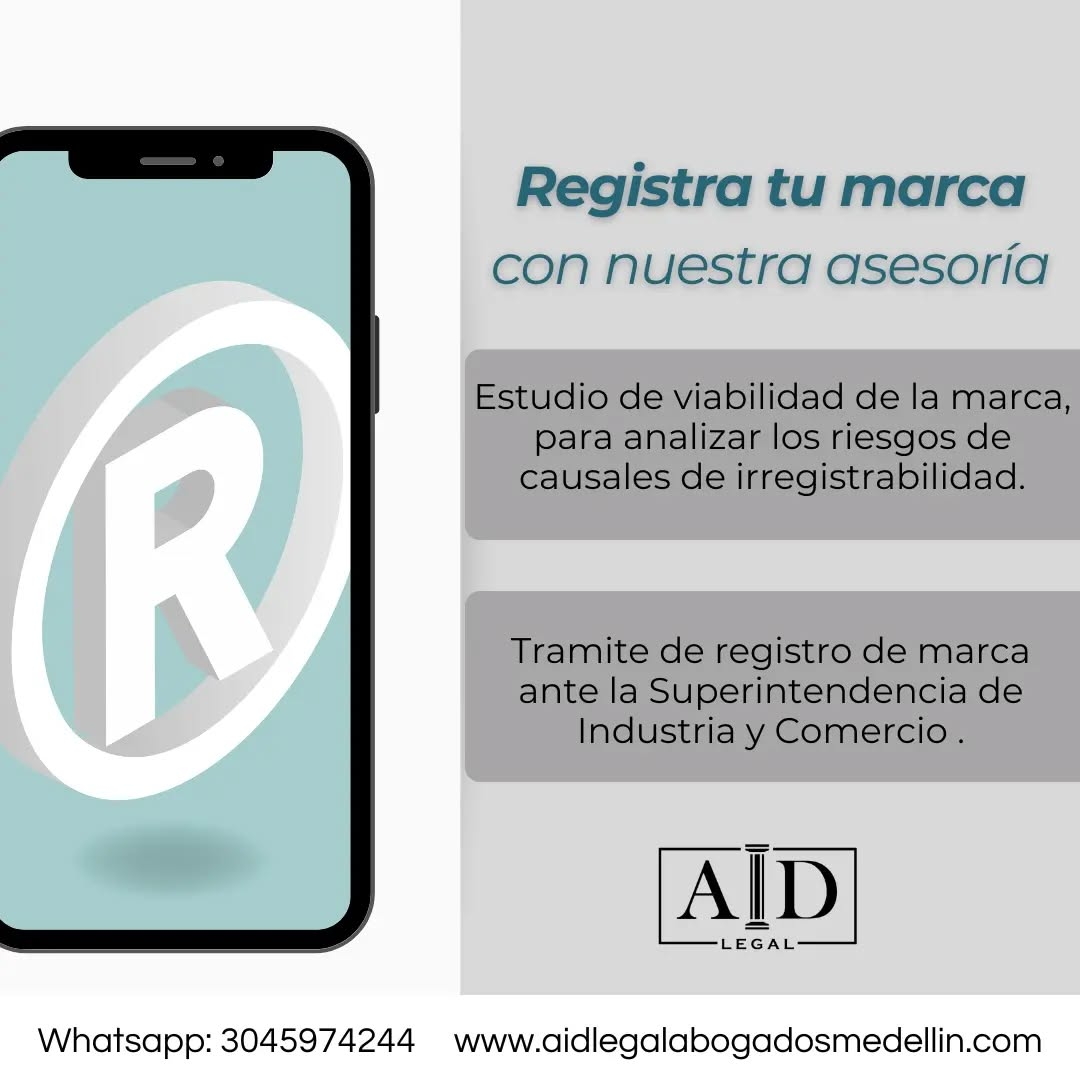 R
Registra tu marca
con nuestra asesoría
Estudio de viabilidad de la marca,
para analizar los riesgos de
causales de irregistrabilidad.
Tramite de registro de marca
ante la Superintendencia de
Industria y Comercio .
AID
LEGAL
Whatsapp: 3045974244 www.aidlegalabogadosmedellin.com